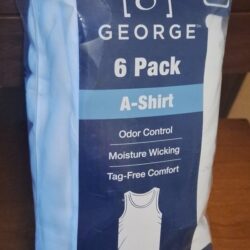 GEORGE
6 Pack
A-Shirt
Odor Control
Moisture Wicking
Tag-Free Comfort